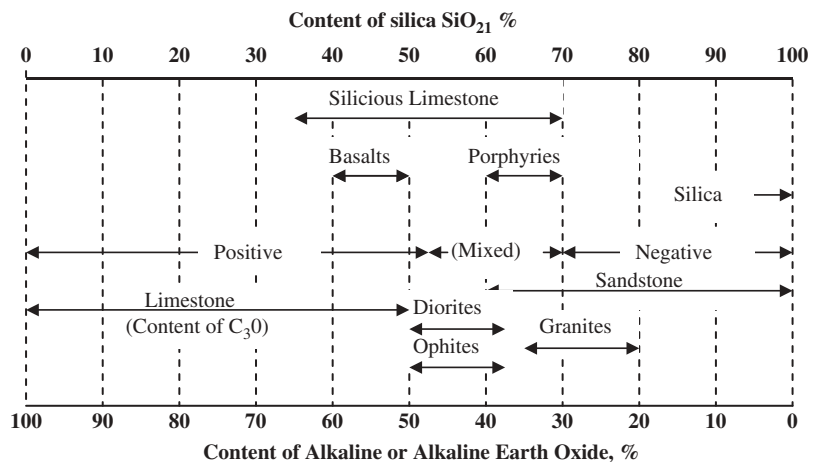 Content of silica SiO21 %
0 10 20 30 40 50 60 70 80 90 100
Silicious Limestone
Basalts Porphyries
Silica
Positive (Mixed) Negative
Sandstone
Limestone Diorites
(Content of C30) Granites
Ophites
100 90 80 70 60 50 40 30 20 10 0
Content of Alkaline or Alkaline Earth Oxide, %